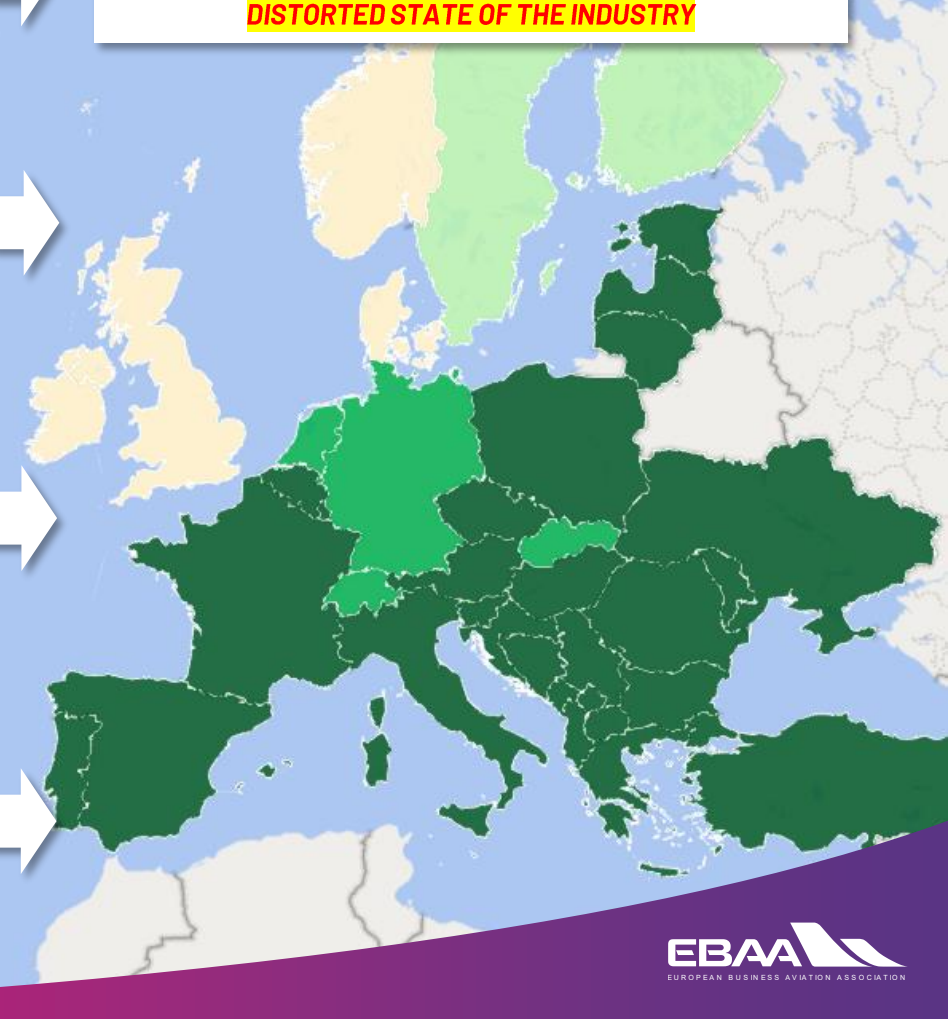 DISTORTED STATE OF THE INDUSTRY
EBAA
EUROPEAN BUSINESS AVIATION ASSOCIATION